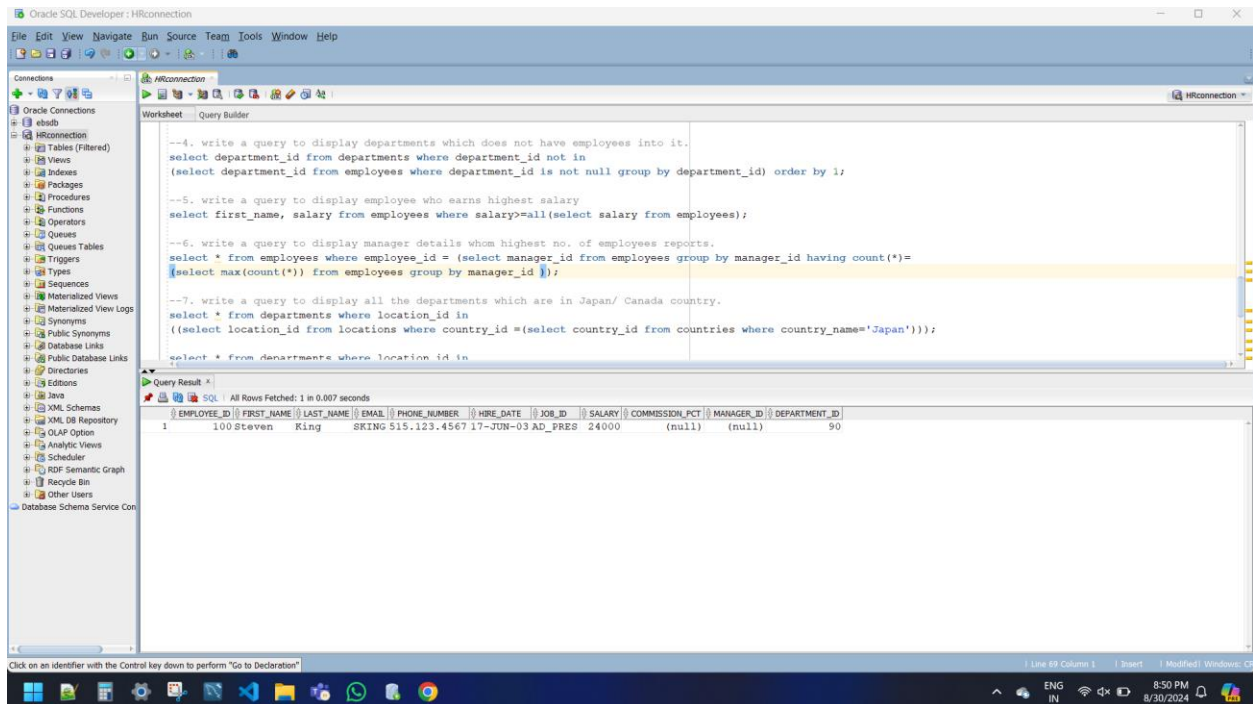 Oracle SQL Developer : HRconnection
File Edit View Navigate Run Source Team Tools Window Help
Connections
HRconnection
HRconnection
Oracle Connections
ebsdb
HRconnection
Tables (Filtered)
Views
Indexes
Packages
Procedures
Functions
Operators
Queues
Queues Tables
Triggers
Types
Sequences
Materialized Views
Materialized View Logs
Synonyms
Public Synonyms
Database Links
Public Database Links
Directories
Editions
Java
XML Schemas
XML DB Repository
OLAP Option
Analytic Views
Scheduler
RDF Semantic Graph
Recycle Bin
Other Users
Database Schema Service Con
Worksheet Query Builder
--4. write a query to display departments which does not have employees into it.
select department_id from departments where department_id not in
(select department_id from employees where department_id is not null group by department_id) order by 1;
--5. write a query to display employee who earns highest salary
select first_name, salary from employees where salary>=all(select salary from employees);
--6. write a query to display manager details whom highest no. of employees reports.
select * from employees where employee_id = (select manager_id from employees group by manager_id having count(*)=
(select max(count(*)) from employees group by manager_id ));
--7. write a query to display all the departments which are in Japan/ Canada country.
select * from departments where location_id in
((select location_id from locations where country_id =(select country_id from countries where country_name='Japan')));
select * from departments where location_id in
Query Result
SQL | All Rows Fetched: 1 in 0.007 seconds
EMPLOYEE_ID FIRST_NAME LAST_NAME EMAIL PHONE_NUMBER HIRE_DATE JOB_ID SALARY COMMISSION_PCT MANAGER_ID DEPARTMENT_ID
1 100 Steven King SKING 515.123.4567 17-JUN-03 AD_PRES 24000 (null) (null) 90
Click on an identifier with the Control key down to perform "Go to Declaration"
Line 69 Column 1 | Insert | Modified| Windows: CR
ENG
IN
8:50 PM
8/30/2024